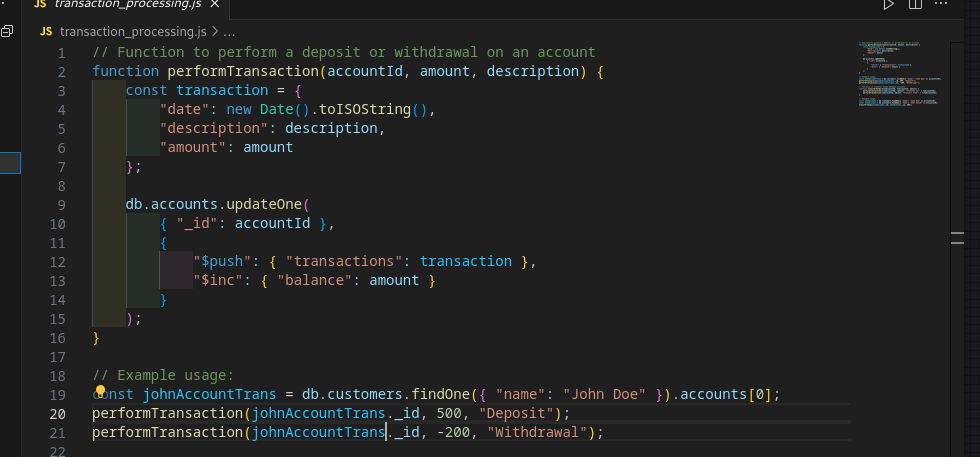 JS transaction_processing.js ×
JS transaction_processing.js > ...
1 // Function to perform a deposit or withdrawal on an account
2 function performTransaction(accountId, amount, description) {
3 const transaction = {
4 "date": new Date().toISOString(),
5 "description": description,
6 "amount": amount
7 };
8
9 db.accounts.updateOne(
10 { "_id": accountId },
11 {
12 "$push": { "transactions": transaction },
13 "$inc": { "balance": amount }
14 }
15 );
16 }
17
18 // Example usage:
19 const johnAccountTrans = db.customers.findOne({ "name": "John Doe" }).accounts[0];
20 performTransaction(johnAccountTrans._id, 500, "Deposit");
21 performTransaction(johnAccountTrans._id, -200, "Withdrawal");
22